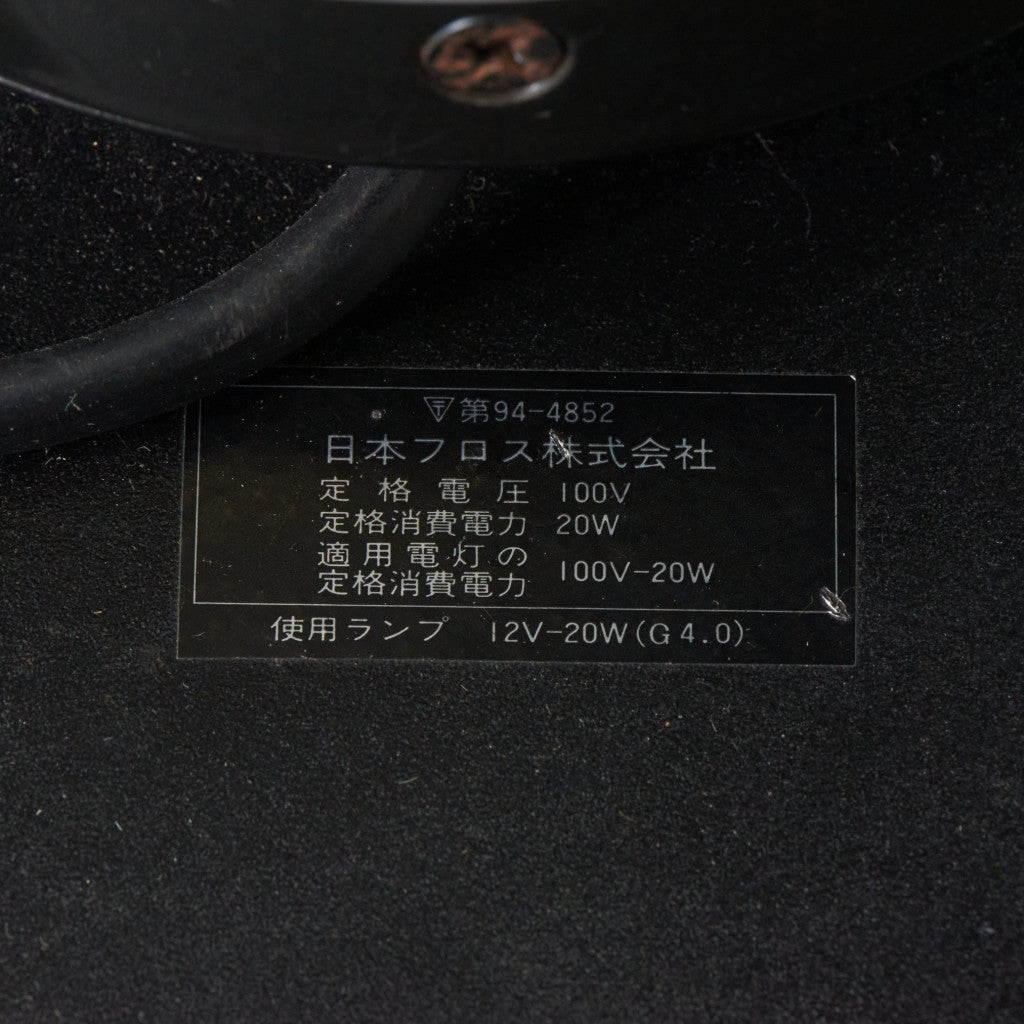 〒第94-4852
日本フロス株式会社
定格電圧 100V
定格消費電力 20W
適用電灯の
定格消費電力 100V-20W
使用ランプ 12V-20W(G4.0)